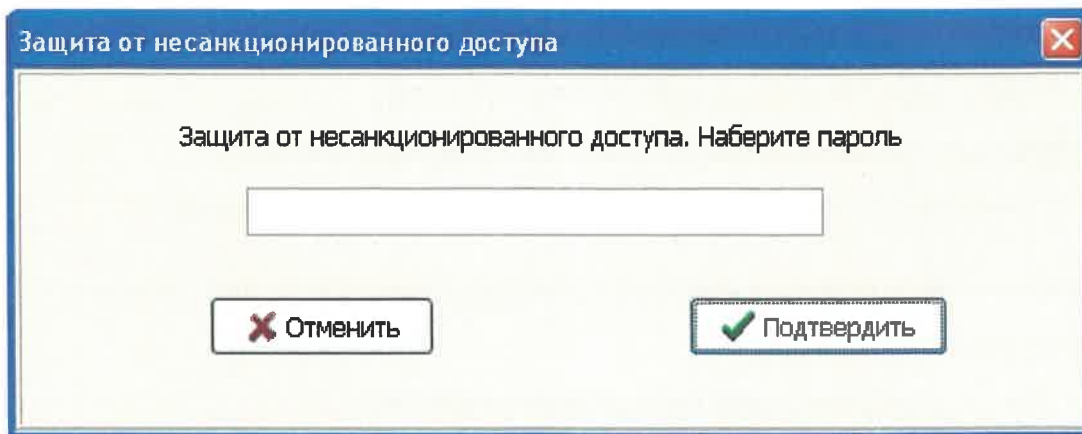 Защита от несанкционированного доступа
Защита от несанкционированного доступа. Наберите пароль
Отменить
Подтвердить